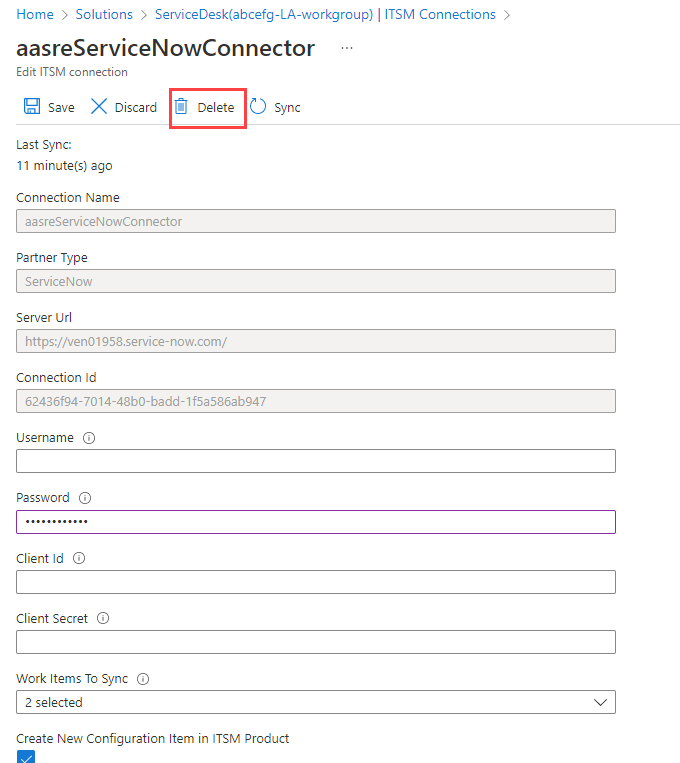 Home > Solutions > ServiceDesk(abcefg-LA-workgroup) | ITSM Connections >
aasreServiceNowConnector ...
Edit ITSM connection
Save Discard Delete Sync
Last Sync:
11 minute(s) ago
Connection Name
aasreServiceNowConnector
Partner Type
ServiceNow
Server Url
https://ven01958.service-now.com/
Connection Id
62436f94-7014-48b0-badd-1f5a586ab947
Username
Password
••••••••••••
Client Id
Client Secret
Work Items To Sync
2 selected
Create New Configuration Item in ITSM Product